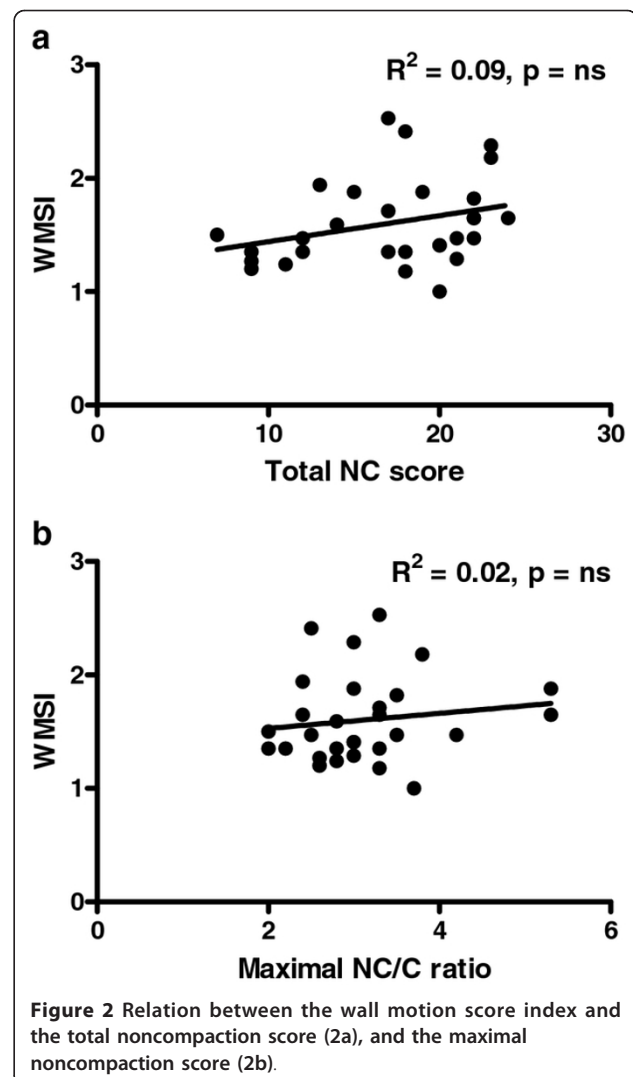 a
R² = 0.09, p = ns
3
2
1
0
WMSI
0 10 20 30
Total NC score
b
R² = 0.02, p = ns
3
2
1
0
WMSI
0 2 4 6
Maximal NC/C ratio
Figure 2 Relation between the wall motion score index and
the total noncompaction score (2a), and the maximal
noncompaction score (2b).